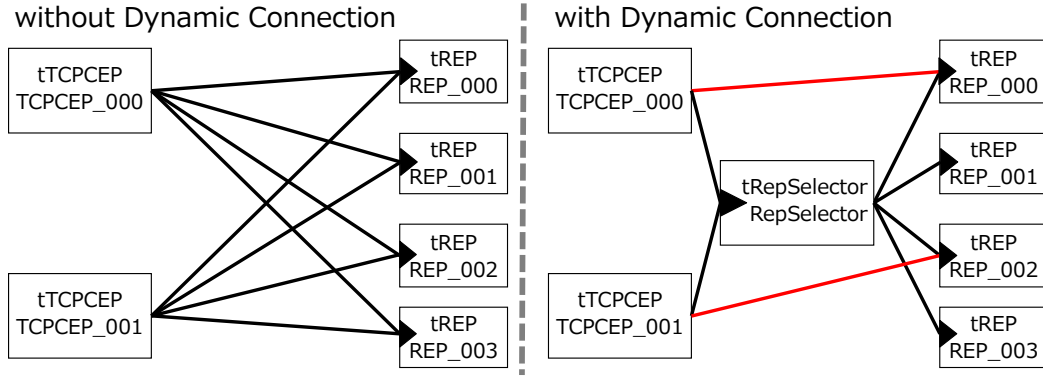 without Dynamic Connection
tTCPCEP
TCPCEP_000
tTCPCEP
TCPCEP_001
tREP
REP_000
tREP
REP_001
tREP
REP_002
tREP
REP_003
with Dynamic Connection
tTCPCEP
TCPCEP_000
tTCPCEP
TCPCEP_001
tRepSelector
RepSelector
tREP
REP_000
tREP
REP_001
tREP
REP_002
tREP
REP_003